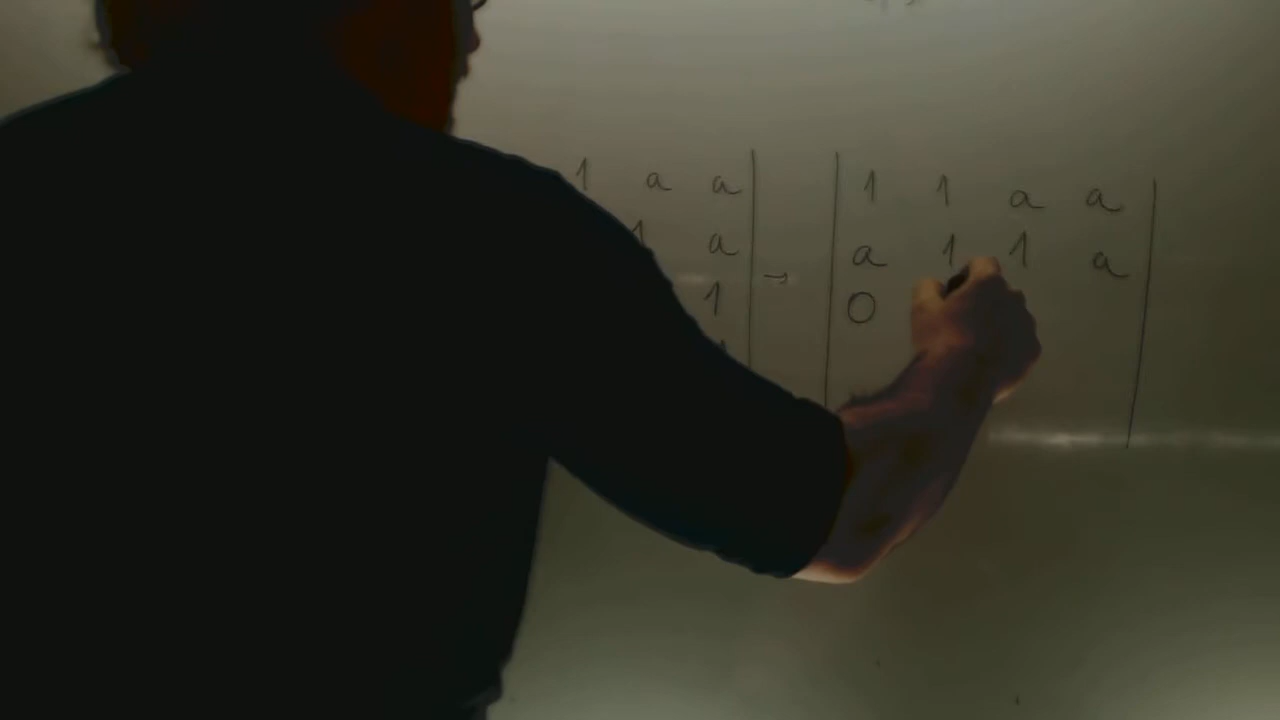 1 a a | | 1 1 a a |
1 a | | a 1 1 a |
1 | → | 0